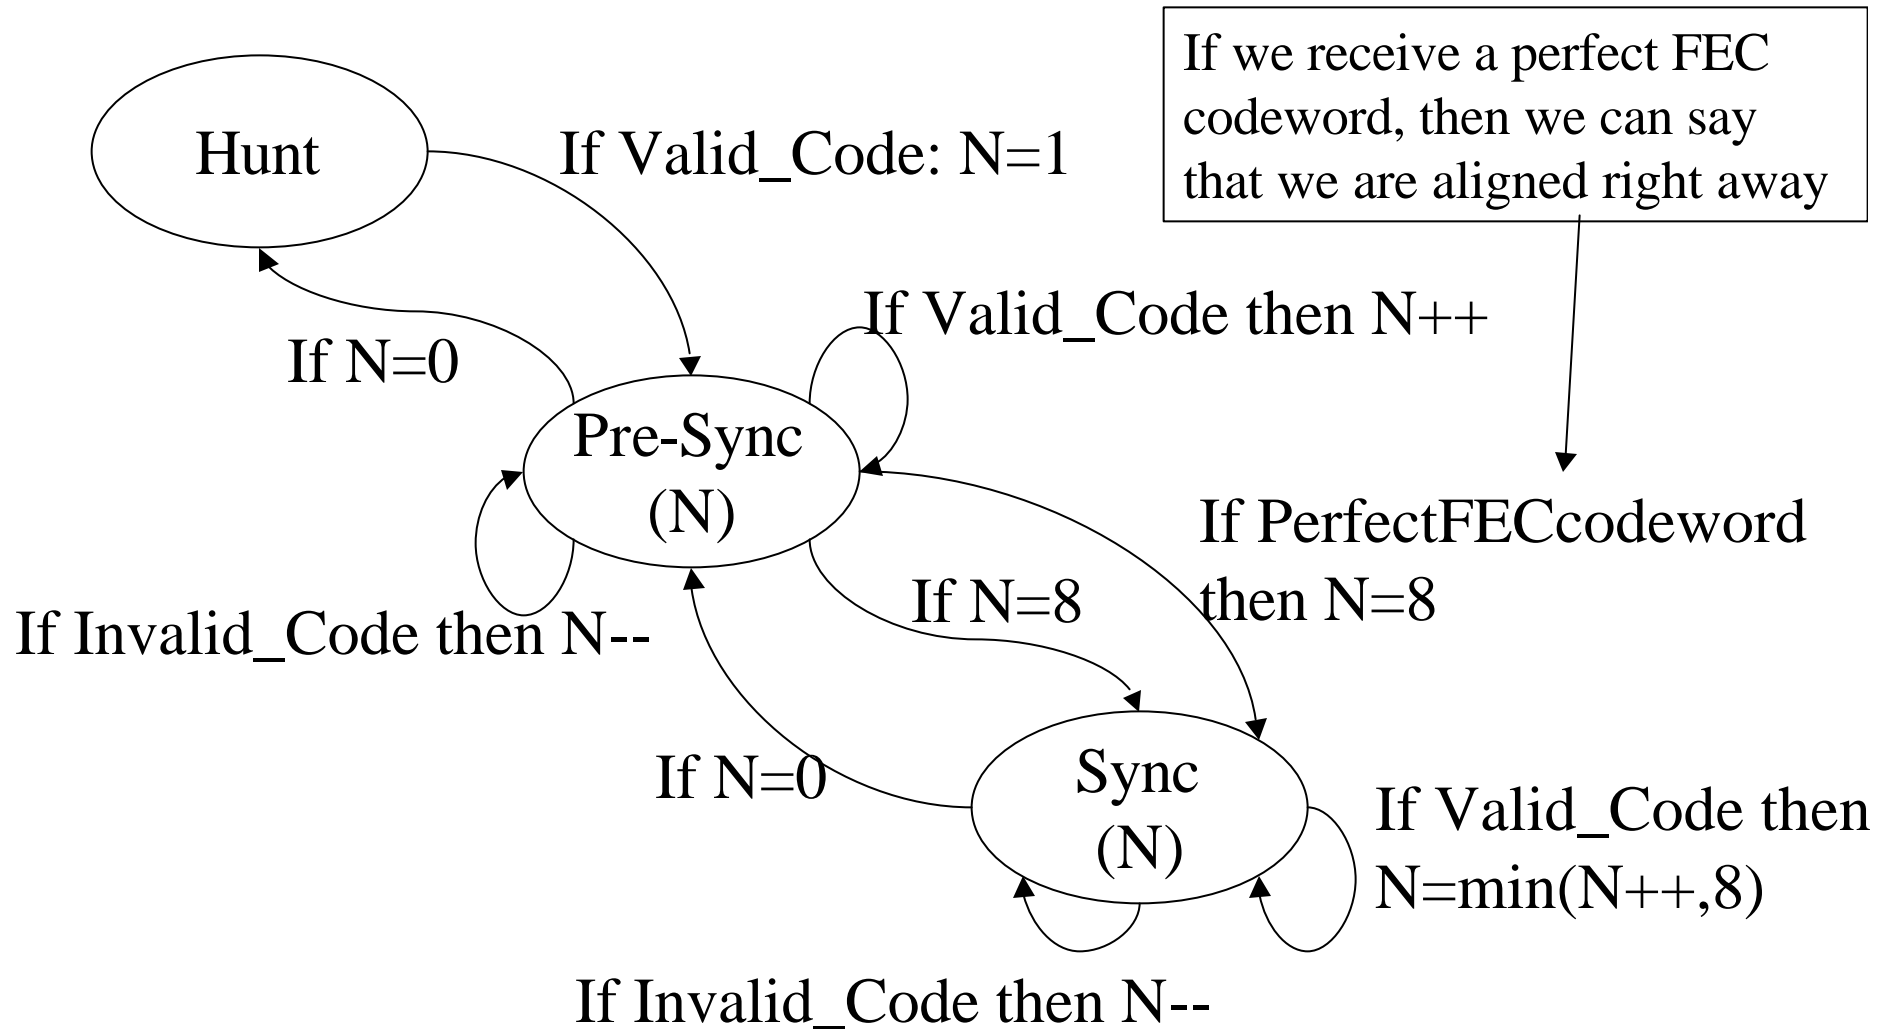 If we receive a perfect FEC
codeword, then we can say
that we are aligned right away
Hunt
If Valid_Code: N=1
If Valid_Code then N++
If N=0
Pre-Sync
(N)
If PerfectFECcodeword
then N=8
If N=8
If Invalid_Code then N--
If N=0
Sync
(N)
If Valid_Code then
N=min(N++,8)
If Invalid_Code then N--